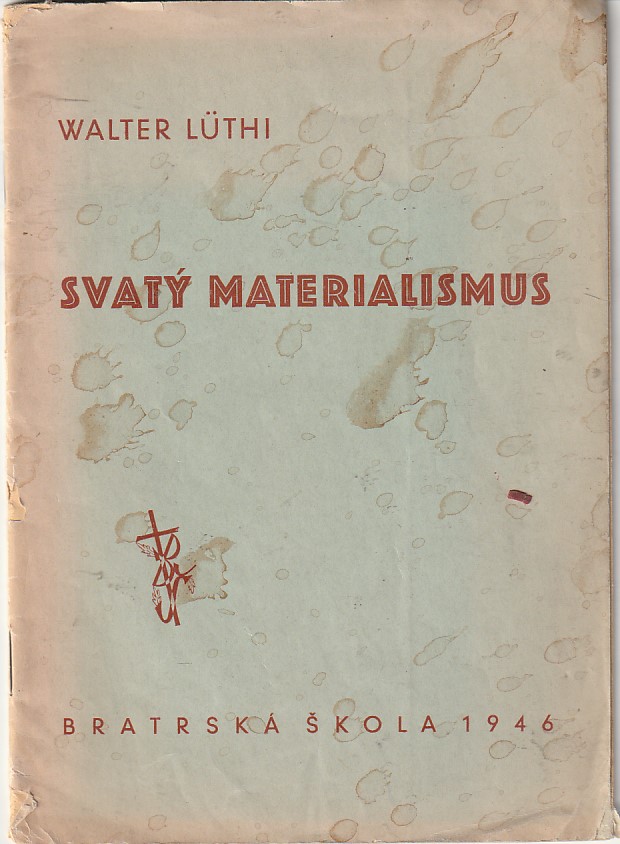 WALTER LÜTHI
SVATÝ MATERIALISMUS
BRATRSKÁ ŠKOLA 1946